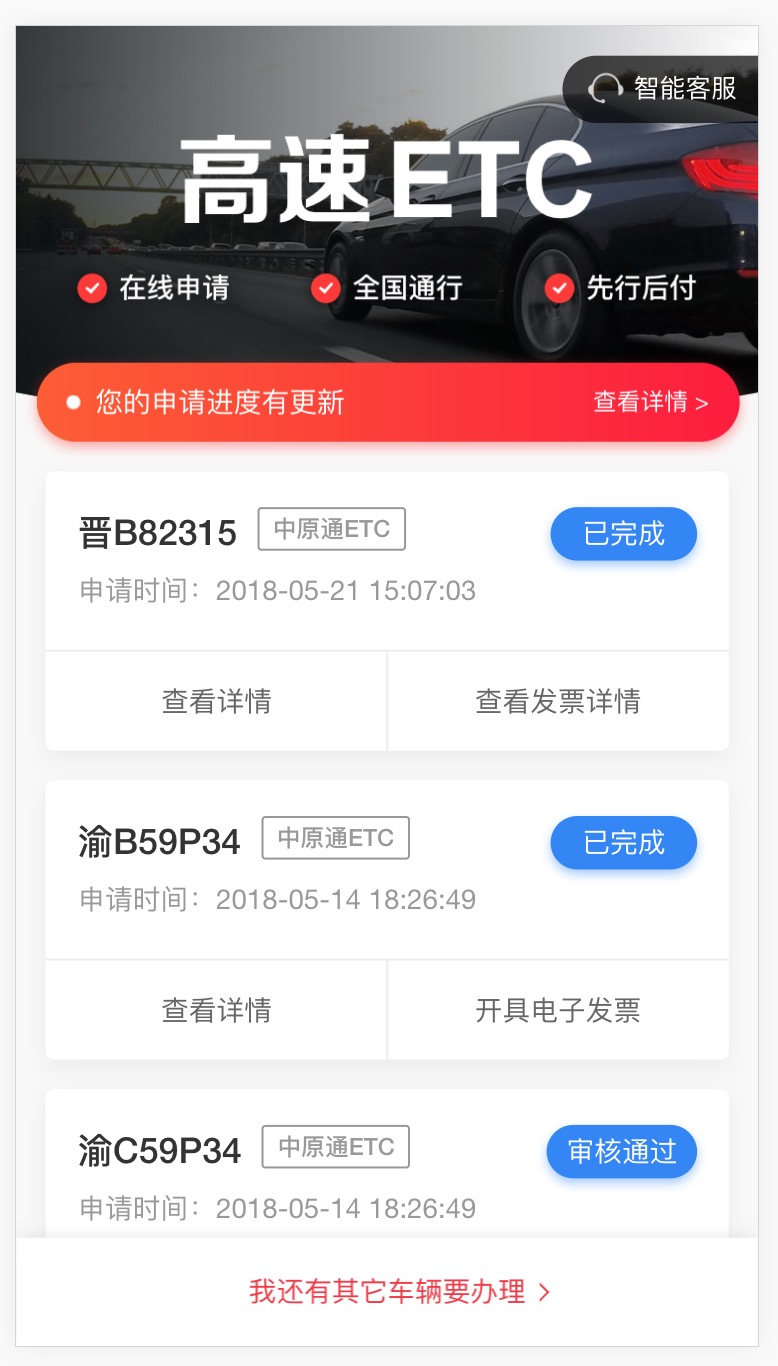 智能客服
高速ETC
在线申请 全国通行 先行后付
您的申请进度有更新 查看详情 >
晋B82315 中原通ETC 已完成
申请时间：2018-05-21 15:07:03
查看详情 查看发票详情
渝B59P34 中原通ETC 已完成
申请时间：2018-05-14 18:26:49
查看详情 开具电子发票
渝C59P34 中原通ETC 审核通过
申请时间：2018-05-14 18:26:49
我还有其它车辆要办理 >